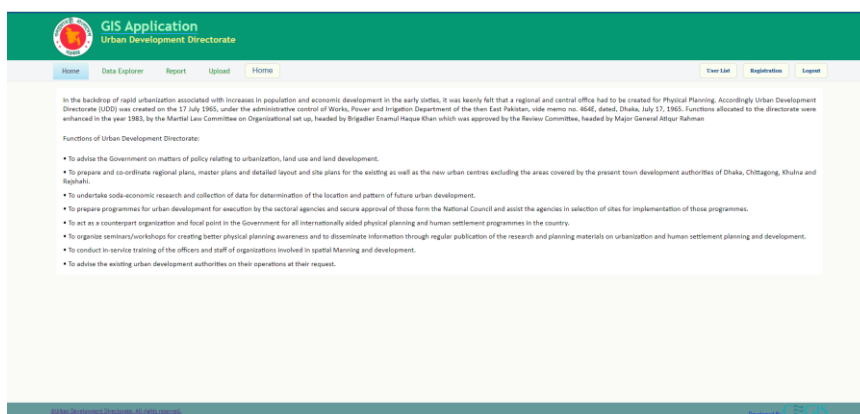 GIS Application
Urban Development Directorate
Home Data Explorer Report Upload Home User List Registration Logout
In the backdrop of rapid urbanization associated with increases in population and economic development in the early sixties, it was keenly felt that a regional and central office had to be created for Physical Planning. Accordingly Urban Development
Directorate (UDD) was created on the 17 July 1965, under the administrative control of Works, Power and Irrigation Department of the then East Pakistan, vide memo no. 464E, dated, Dhaka, July 17, 1965. Functions allocated to the directorate were
enhanced in the year 1983, by the Martial Law Committee on Organizational set up, headed by Brigadier Enamul Haque Khan which was approved by the Review Committee, headed by Major General Atiqur Rahman
Functions of Urban Development Directorate:
• To advise the Government on matters of policy relating to urbanization, land use and land development.
• To prepare and co-ordinate regional plans, master plans and detailed layout and site plans for the existing as well as the new urban centres excluding the areas covered by the present town development authorities of Dhaka, Chittagong, Khulna and
Rejshahi.
• To undertake soda-economic research and collection of data for determination of the location and pattern of future urban development.
• To prepare programmes for urban development for execution by the sectoral agencies and secure approval of those form the National Council and assist the agencies in selection of sites for implementation of those programmes.
• To act as a counterpart organization and focal point in the Government for all internationally aided physical planning and human settlement programmes in the country.
• To organize seminars/workshops for creating better physical planning awareness and to disseminate information through regular publication of the research and planning materials on urbanization and human settlement planning and development.
• To conduct in-service training of the officers and staff of organizations involved in spatial Manning and development.
• To advise the existing urban development authorities on their operations at their request.
©Urban Development Directorate. All rights reserved.